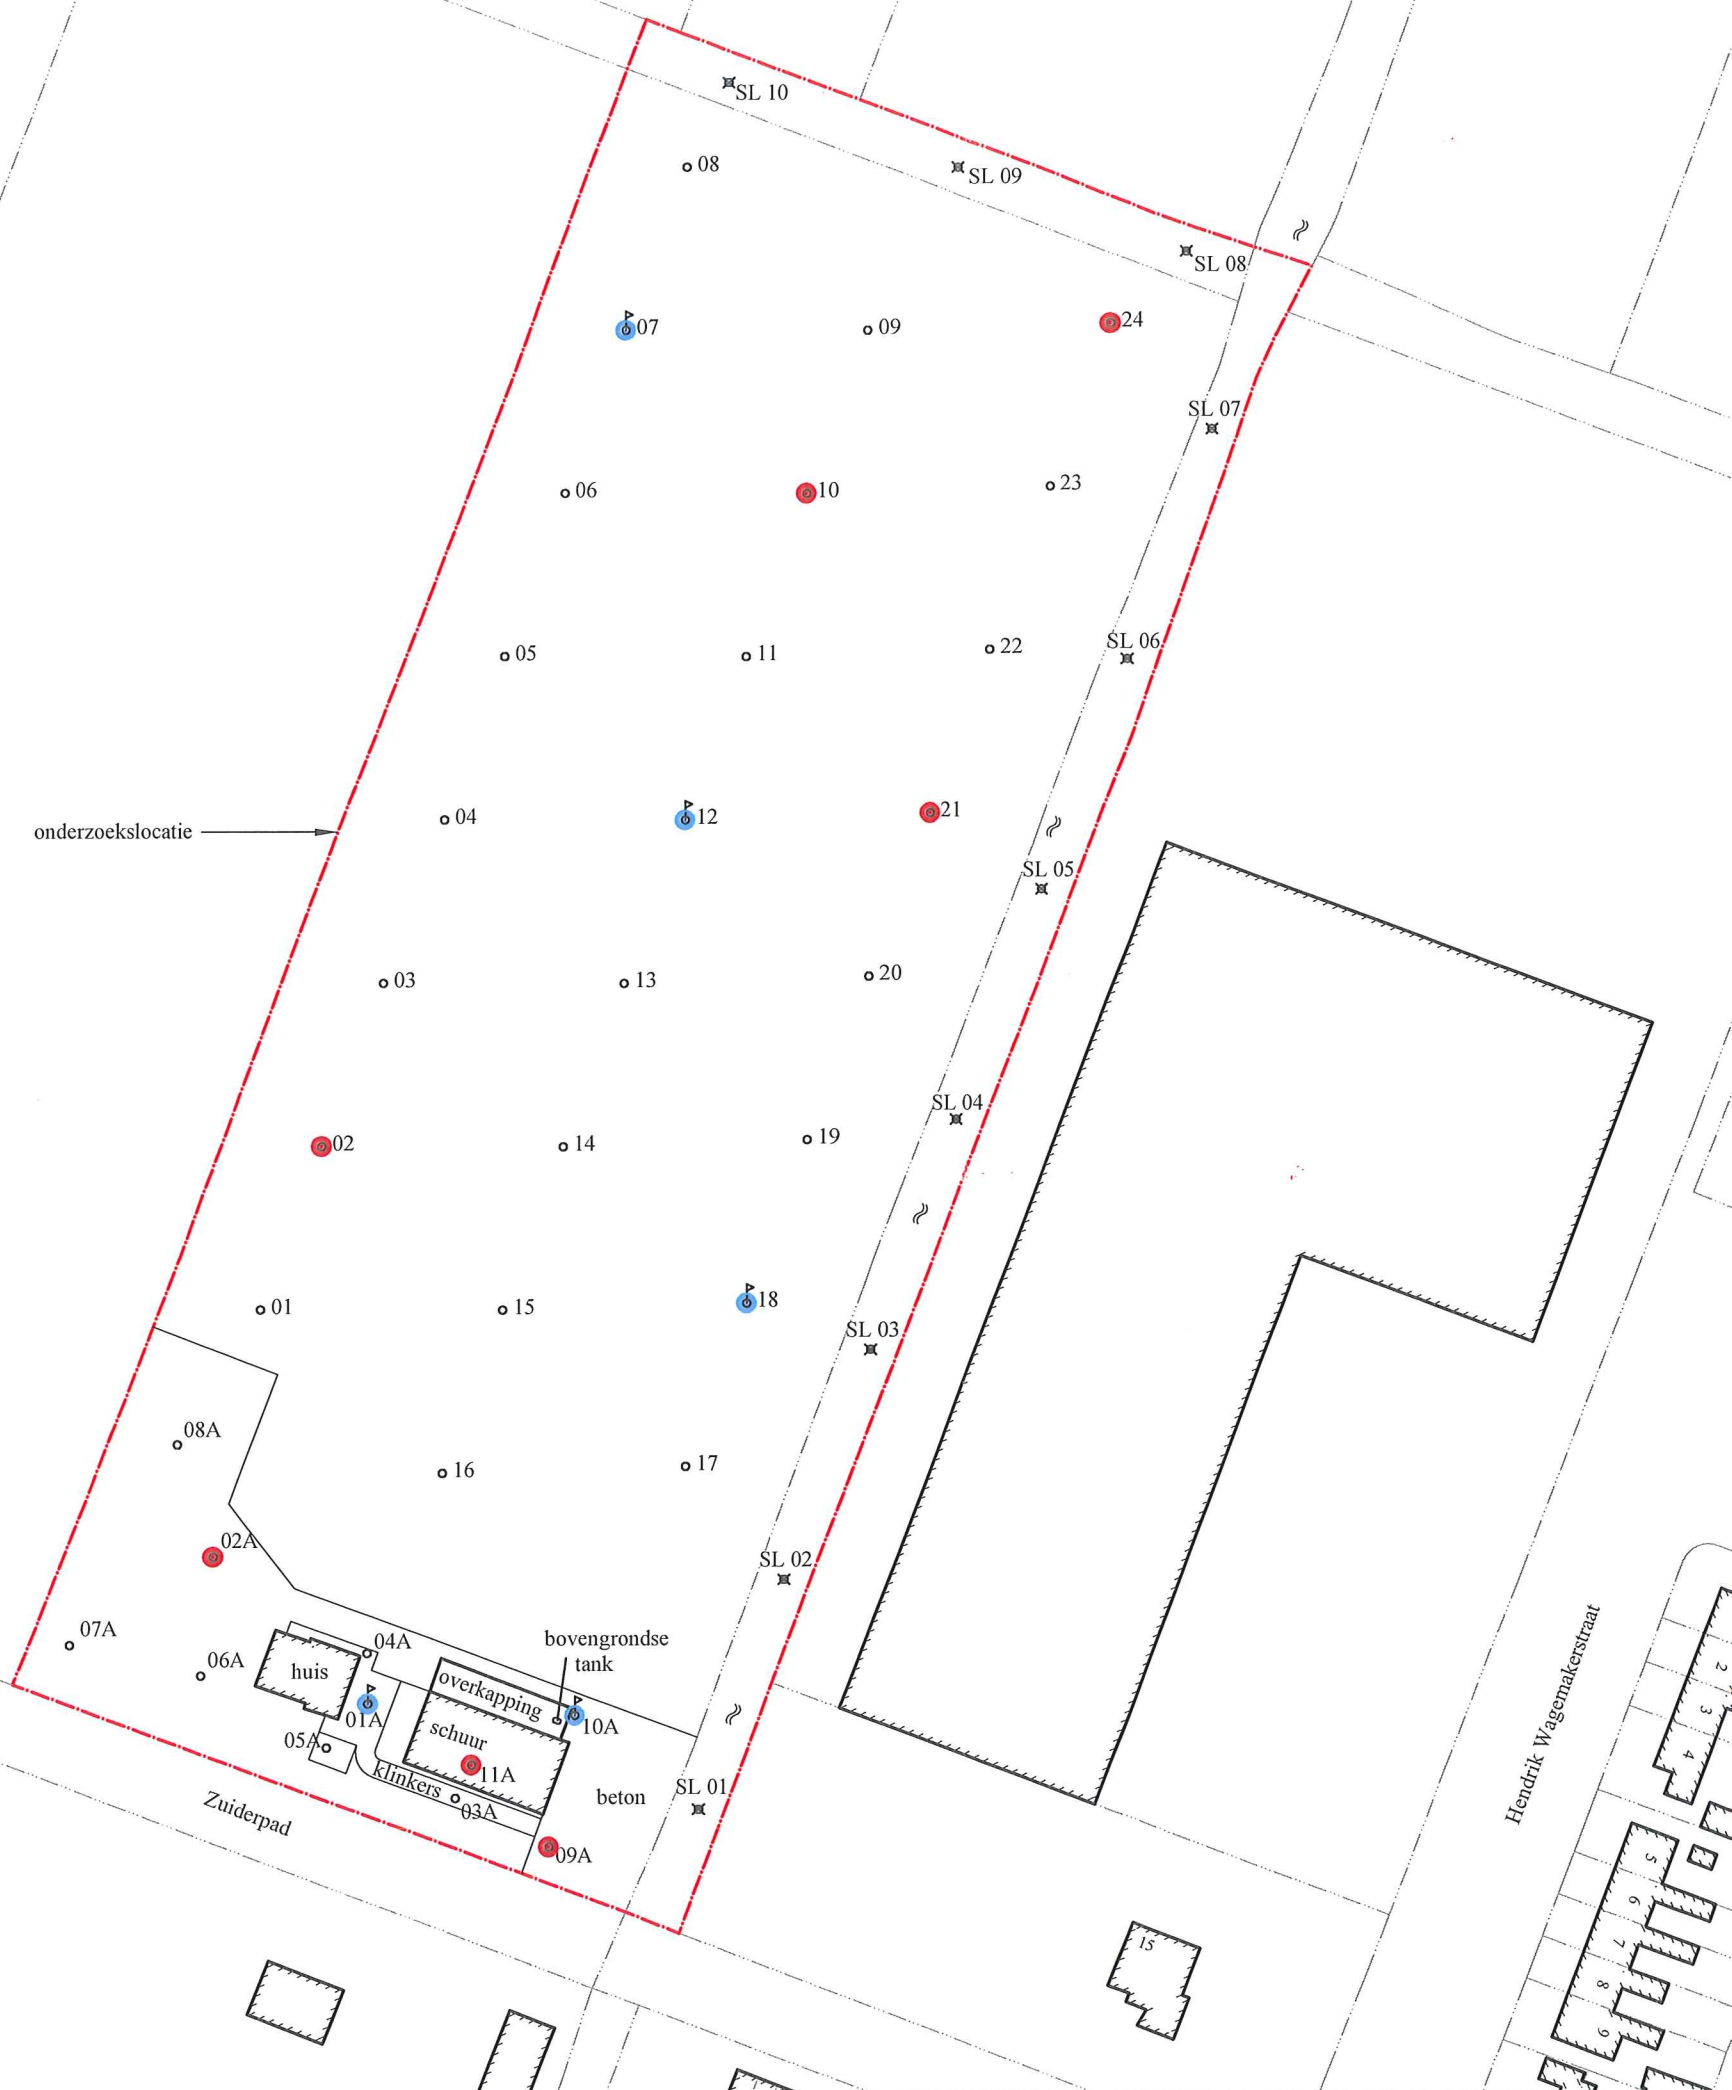 SL 10
08
SL 09
SL 08
07
09
24
SL 07
06
10
23
05
11
22
SL 06
onderzoekslocatie
04
12
21
SL 05
03
13
20
SL 04
02
14
19
01
15
18
SL 03
08A
16
17
02A
SL 02
07A
06A
huis
04A
bovengrondse
tank
overkapping
01A
10A
05A
schuur
11A
klinkers
03A
beton
SL 01
09A
Zuiderpad
Hendrik Wagemakerstraat
2
3
4
5
6
7
8
9
15